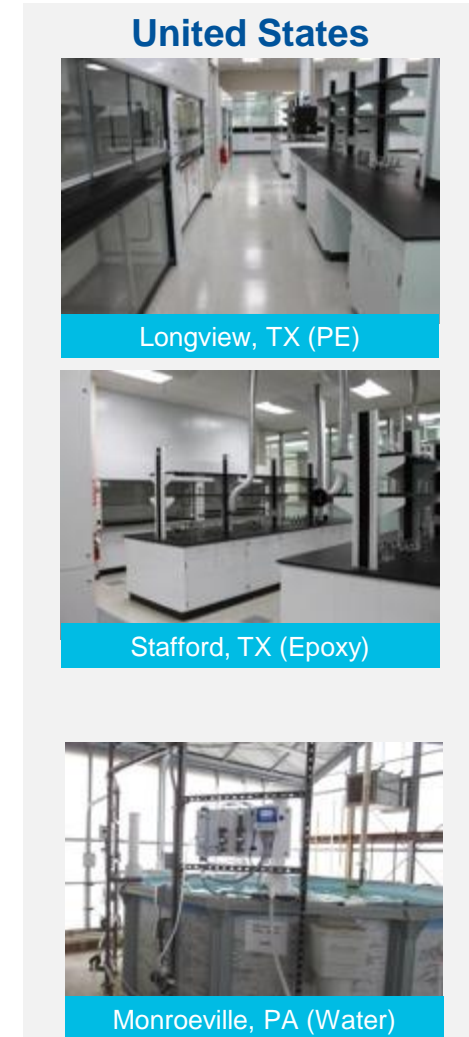 United States
Longview, TX (PE)
Stafford, TX (Epoxy)
Monroeville, PA (Water)